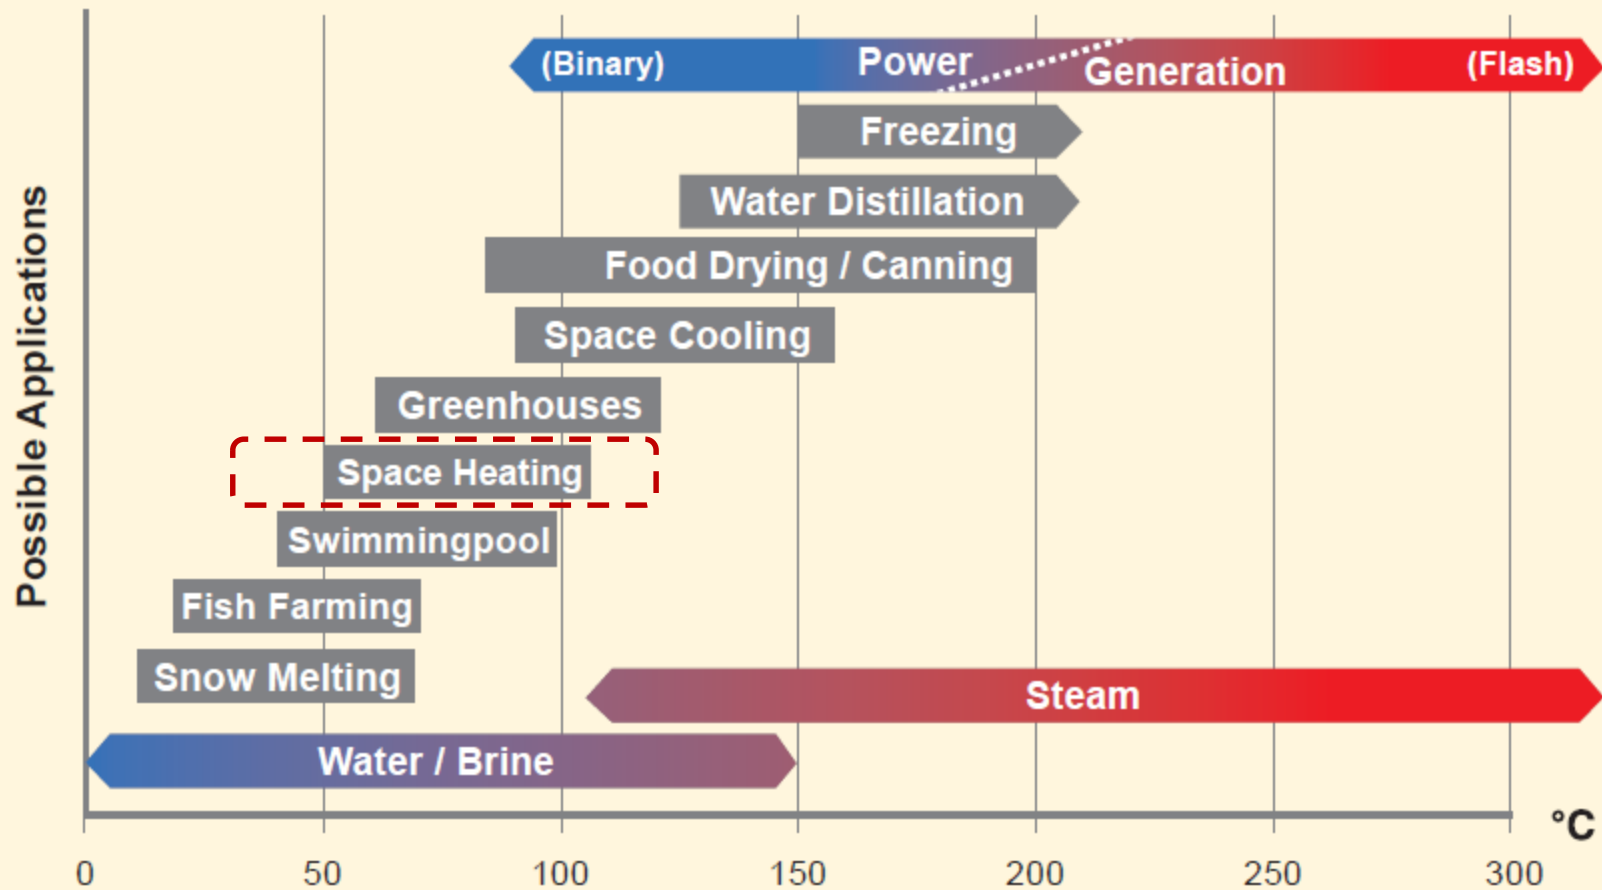 (Binary) Power Generation (Flash)
Freezing
Water Distillation
Food Drying / Canning
Space Cooling
Greenhouses
Space Heating
Swimmingpool
Fish Farming
Snow Melting
Steam
Water / Brine
Possible Applications
°C
0 50 100 150 200 250 300